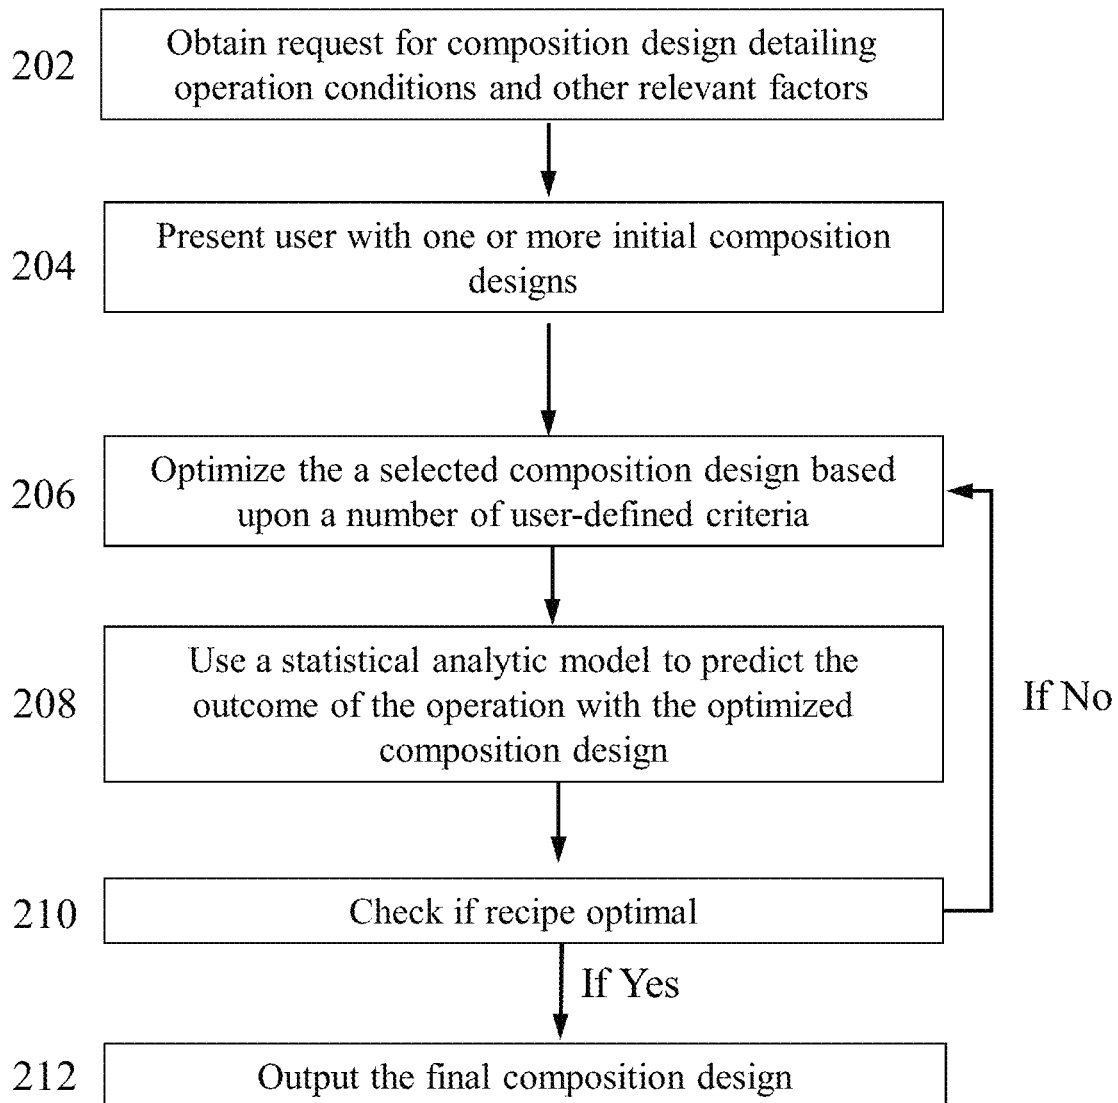 202
Obtain request for composition design detailing
operation conditions and other relevant factors
204
Present user with one or more initial composition
designs
206
Optimize the a selected composition design based
upon a number of user-defined criteria
208
Use a statistical analytic model to predict the
outcome of the operation with the optimized
composition design
If No
210
Check if recipe optimal
If Yes
212
Output the final composition design